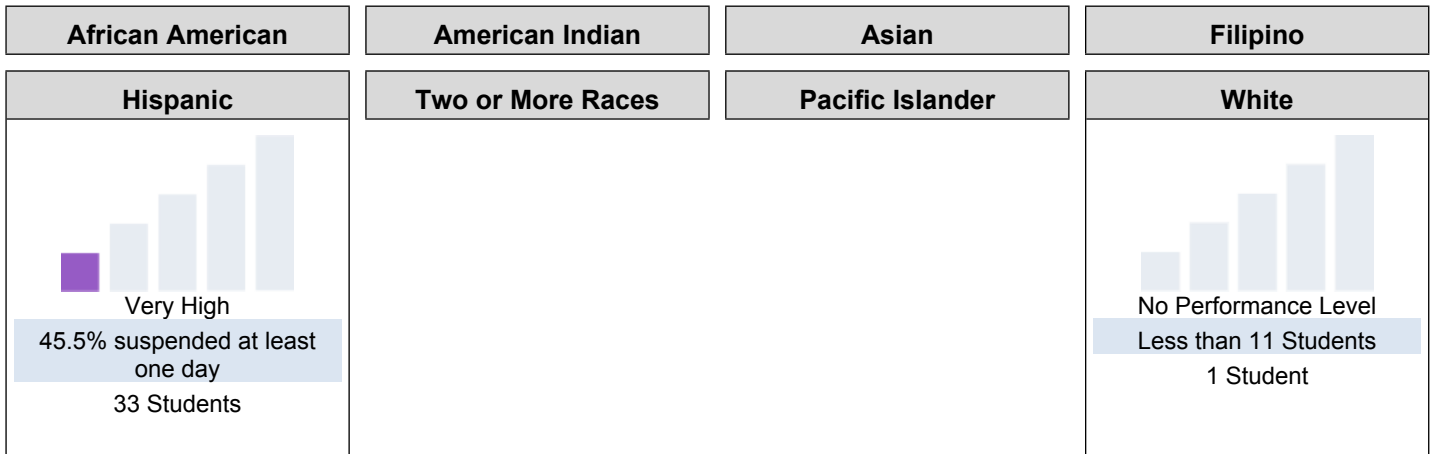 African American
American Indian
Asian
Filipino
Hispanic
Two or More Races
Pacific Islander
White
Very High
45.5% suspended at least
one day
33 Students
No Performance Level
Less than 11 Students
1 Student